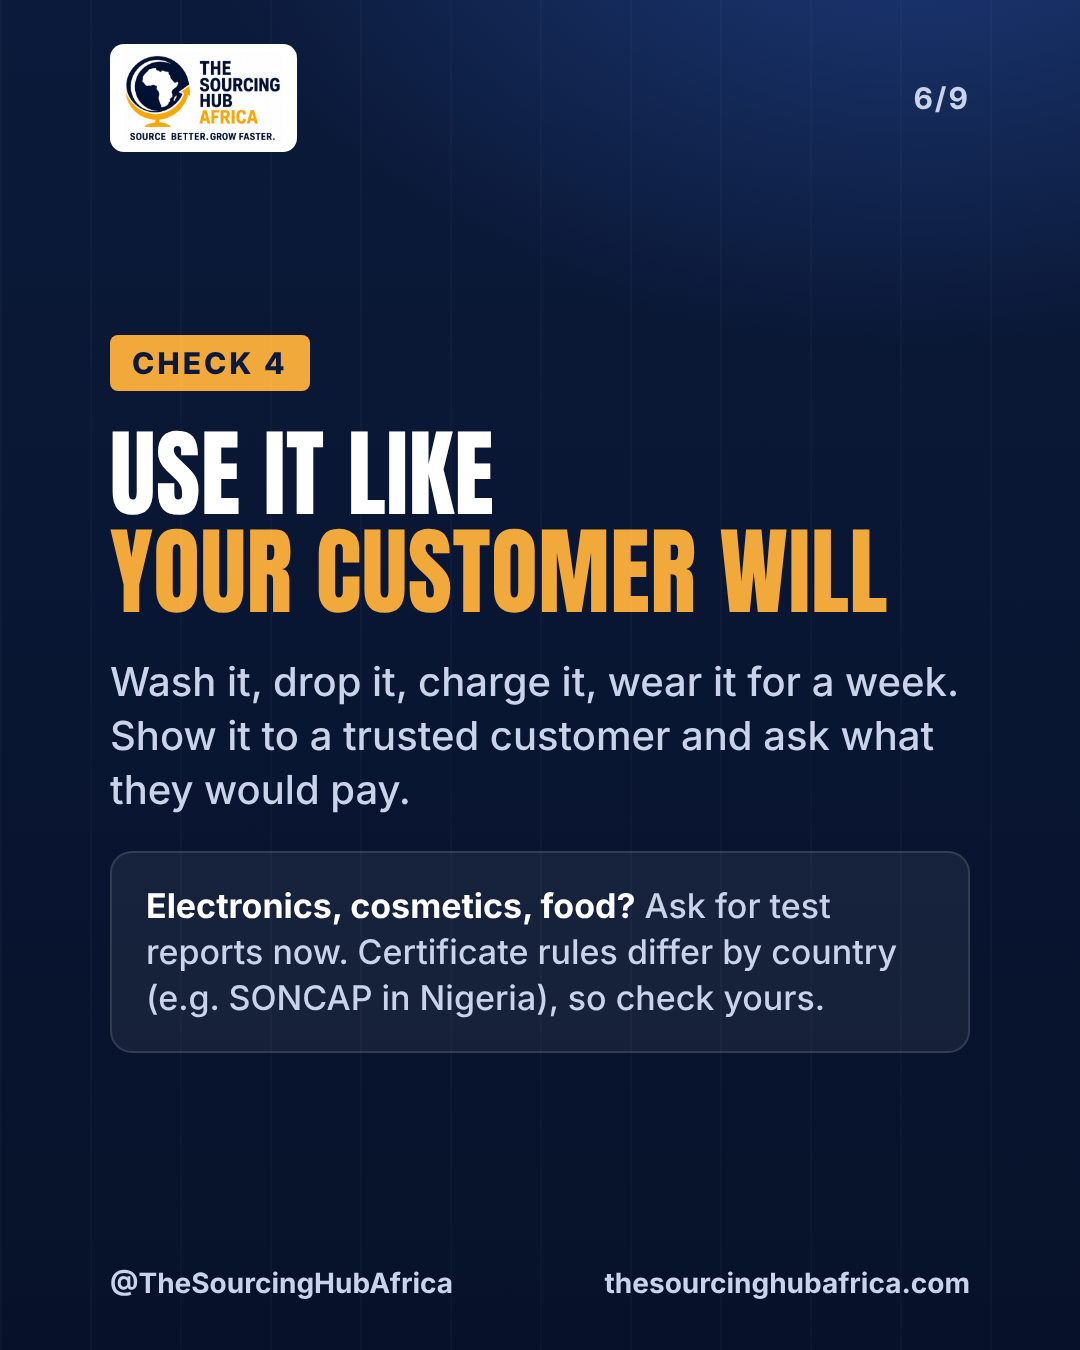 THE
SOURCING
HUB
AFRICA
SOURCE BETTER. GROW FASTER.
6/9
CHECK 4
USE IT LIKE
YOUR CUSTOMER WILL
Wash it, drop it, charge it, wear it for a week.
Show it to a trusted customer and ask what
they would pay.
Electronics, cosmetics, food? Ask for test
reports now. Certificate rules differ by country
(e.g. SONCAP in Nigeria), so check yours.
@TheSourcingHubAfrica
thesourcinghubafrica.com